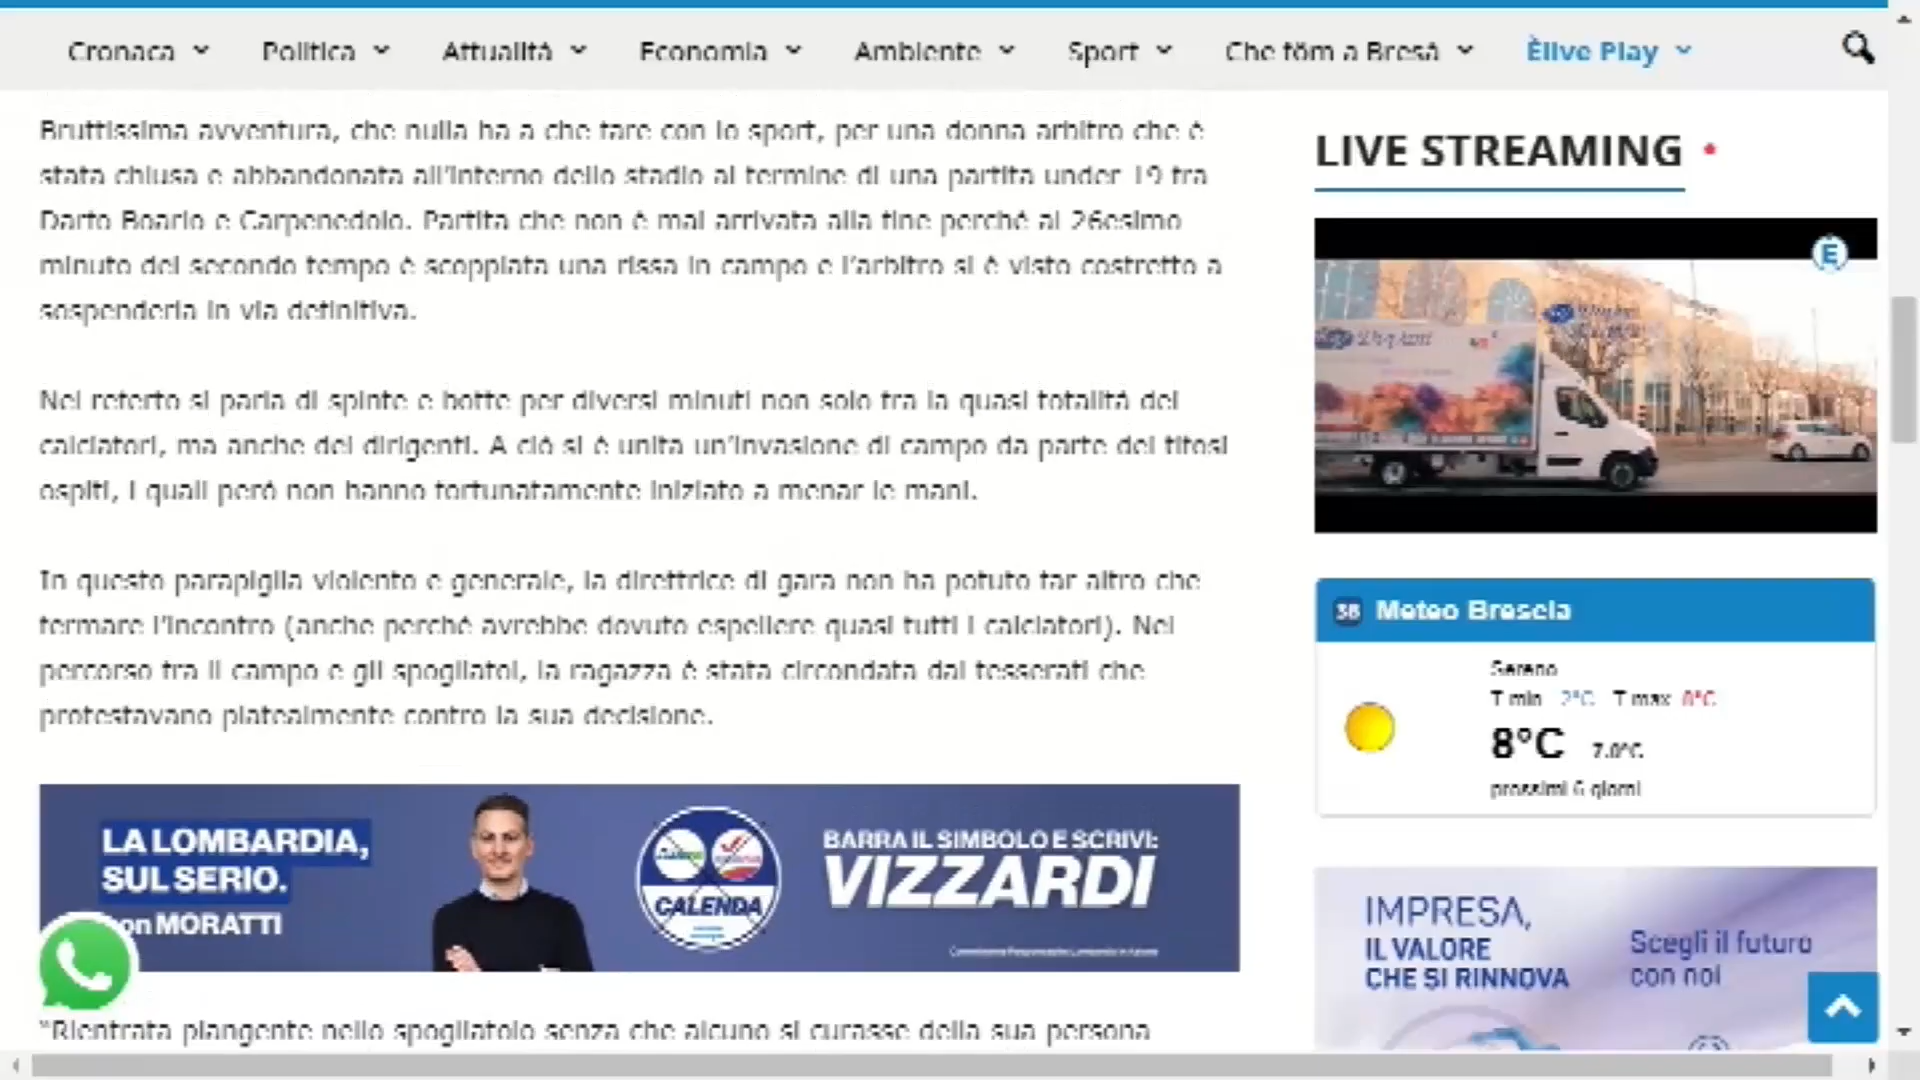 Cronaca Politica Attualità Economia Ambiente Sport Che fóm a Bresà Èlive Play
Bruttissima avventura, che nulla ha a che fare con lo sport, per una donna arbitro che è
stata chiusa e abbandonata all'interno dello stadio al termine di una partita under 19 tra
Darfo Boario e Carpenedolo. Partita che non è mai arrivata alla fine perché al 26esimo
minuto del secondo tempo è scoppiata una rissa in campo e l'arbitro si è visto costretto a
sospenderla in via definitiva.
Nel referto si parla di spinte e botte per diversi minuti non solo tra la quasi totalità dei
calciatori, ma anche dei dirigenti. A ciò si è unita un'invasione di campo da parte dei tifosi
ospiti, i quali però non hanno fortunatamente iniziato a menar le mani.
In questo parapiglia violento e generale, la direttrice di gara non ha potuto far altro che
fermare l'incontro (anche perché avrebbe dovuto espellere quasi tutti i calciatori). Nel
percorso tra il campo e gli spogliatoi, la ragazza è stata circondata dai tesserati che
protestavano platealmente contro la sua decisione.
LA LOMBARDIA,
SUL SERIO.
con MORATTI
CALENDA
BARRA IL SIMBOLO E SCRIVI:
VIZZARDI
"Rientrata piangente nello spogliatoio senza che alcuno si curasse della sua persona
LIVE STREAMING
È
3B Meteo Brescia
Sereno
T min T max
8°C 7.0°C
prossimi 6 giorni
IMPRESA,
IL VALORE
CHE SI RINNOVA
Scegli il futuro
con noi